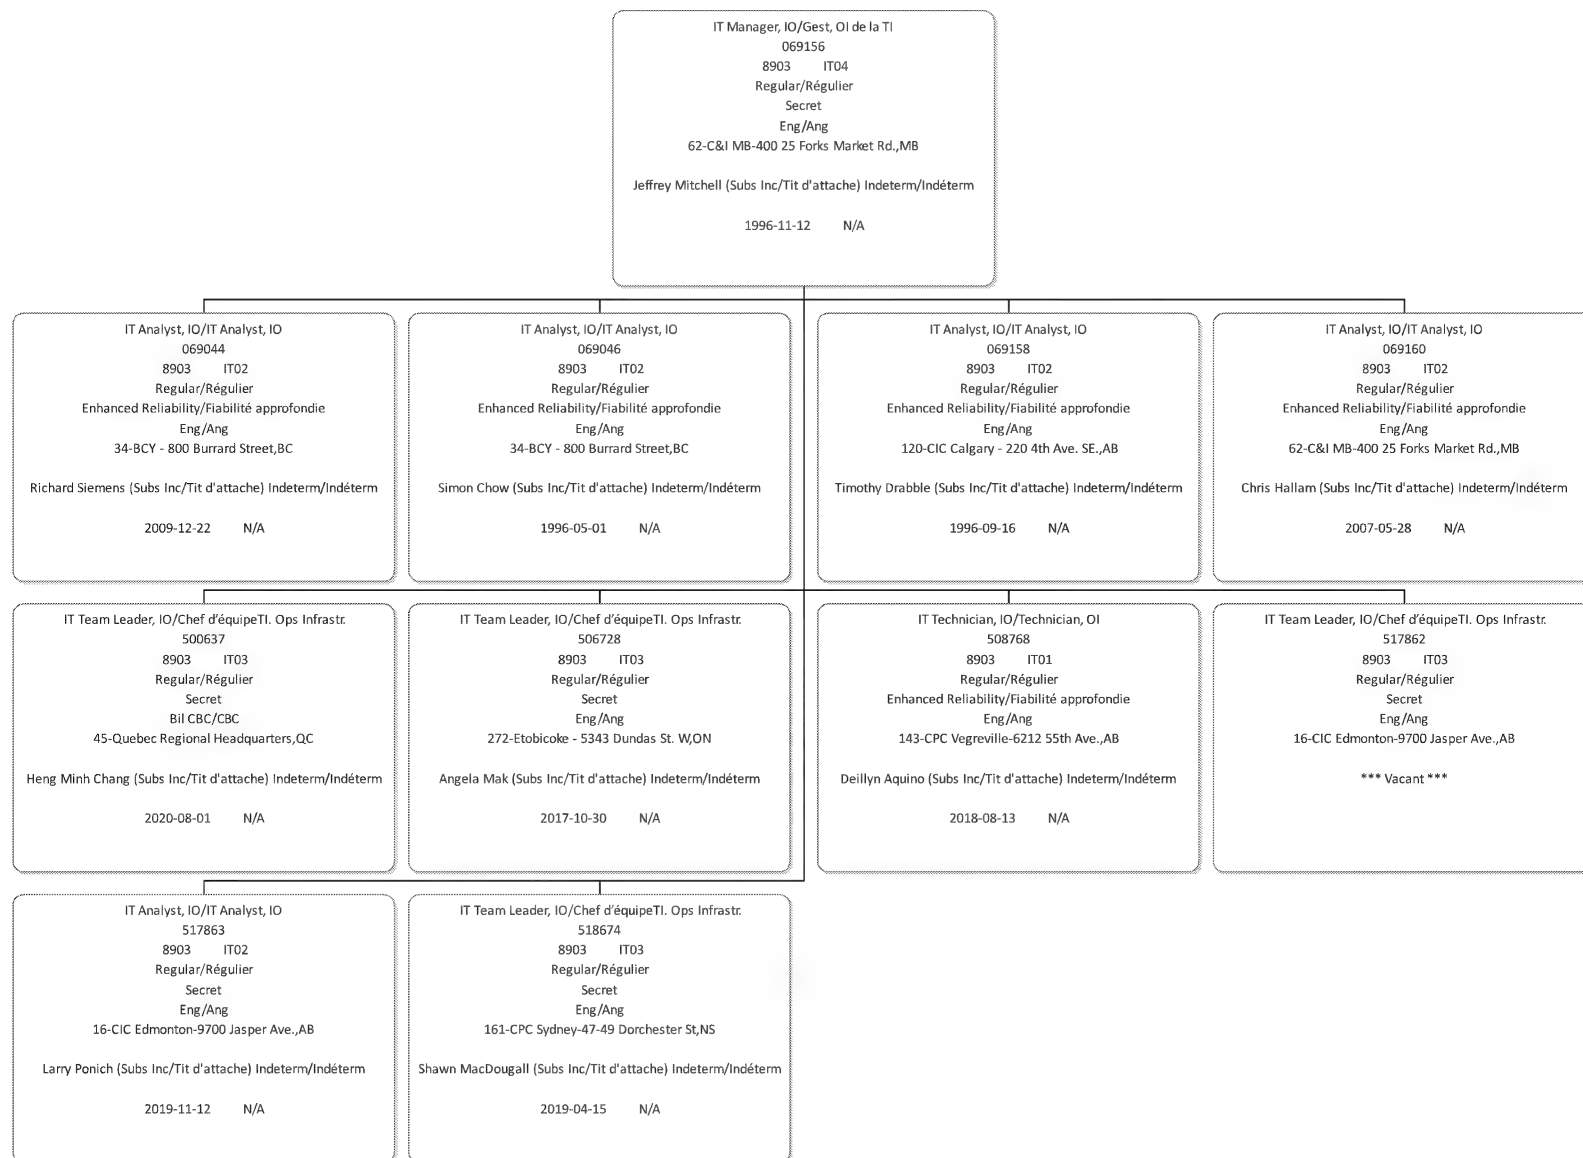 IT Manager, IO/Gest, OI de la TI
069156
8903 IT04
Regular/Régulier
Secret
Eng/Ang
62-C&I MB-400 25 Forks Market Rd.,MB
Jeffrey Mitchell (Subs Inc/Tit d'attache) Indeterm/Indéterm
1996-11-12 N/A
IT Analyst, IO/IT Analyst, IO
069044
8903 IT02
Regular/Régulier
Enhanced Reliability/Fiabilité approfondie
Eng/Ang
34-BCY - 800 Burrard Street,BC
Richard Siemens (Subs Inc/Tit d'attache) Indeterm/Indéterm
2009-12-22 N/A
IT Analyst, IO/IT Analyst, IO
069046
8903 IT02
Regular/Régulier
Enhanced Reliability/Fiabilité approfondie
Eng/Ang
34-BCY - 800 Burrard Street,BC
Simon Chow (Subs Inc/Tit d'attache) Indeterm/Indéterm
1996-05-01 N/A
IT Analyst, IO/IT Analyst, IO
069158
8903 IT02
Regular/Régulier
Enhanced Reliability/Fiabilité approfondie
Eng/Ang
120-CIC Calgary - 220 4th Ave. SE.,AB
Timothy Drabble (Subs Inc/Tit d'attache) Indeterm/Indéterm
1996-09-16 N/A
IT Analyst, IO/IT Analyst, IO
069160
8903 IT02
Regular/Régulier
Enhanced Reliability/Fiabilité approfondie
Eng/Ang
62-C&I MB-400 25 Forks Market Rd.,MB
Chris Hallam (Subs Inc/Tit d'attache) Indeterm/Indéterm
2007-05-28 N/A
IT Team Leader, IO/Chef d'équipeTI. Ops Infrastr.
500637
8903 IT03
Regular/Régulier
Secret
Bil CBC/CBC
45-Quebec Regional Headquarters,QC
Heng Minh Chang (Subs Inc/Tit d'attache) Indeterm/Indéterm
2020-08-01 N/A
IT Team Leader, IO/Chef d'équipeTI. Ops Infrastr.
506728
8903 IT03
Regular/Régulier
Secret
Eng/Ang
272-Etobicoke - 5343 Dundas St. W,ON
Angela Mak (Subs Inc/Tit d'attache) Indeterm/Indéterm
2017-10-30 N/A
IT Technician, IO/Technician, OI
508768
8903 IT01
Regular/Régulier
Enhanced Reliability/Fiabilité approfondie
Eng/Ang
143-CPC Vegreville-6212 55th Ave.,AB
Deillyn Aquino (Subs Inc/Tit d'attache) Indeterm/Indéterm
2018-08-13 N/A
IT Team Leader, IO/Chef d'équipeTI. Ops Infrastr.
517862
8903 IT03
Regular/Régulier
Secret
Eng/Ang
16-CIC Edmonton-9700 Jasper Ave.,AB
*** Vacant ***
IT Analyst, IO/IT Analyst, IO
517863
8903 IT02
Regular/Régulier
Secret
Eng/Ang
16-CIC Edmonton-9700 Jasper Ave.,AB
Larry Ponich (Subs Inc/Tit d'attache) Indeterm/Indéterm
2019-11-12 N/A
IT Team Leader, IO/Chef d'équipeTI. Ops Infrastr.
518674
8903 IT03
Regular/Régulier
Secret
Eng/Ang
161-CPC Sydney-47-49 Dorchester St,NS
Shawn MacDougall (Subs Inc/Tit d'attache) Indeterm/Indéterm
2019-04-15 N/A